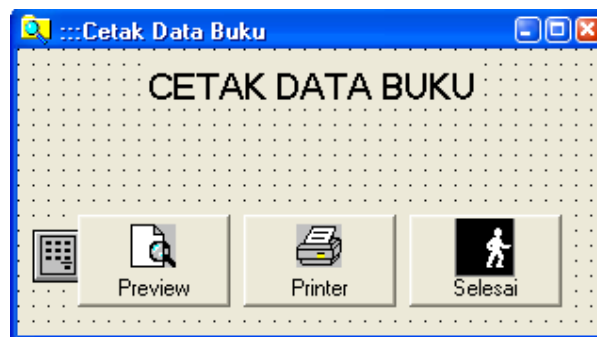 :::Cetak Data Buku
CETAK DATA BUKU
Preview
Printer
Selesai